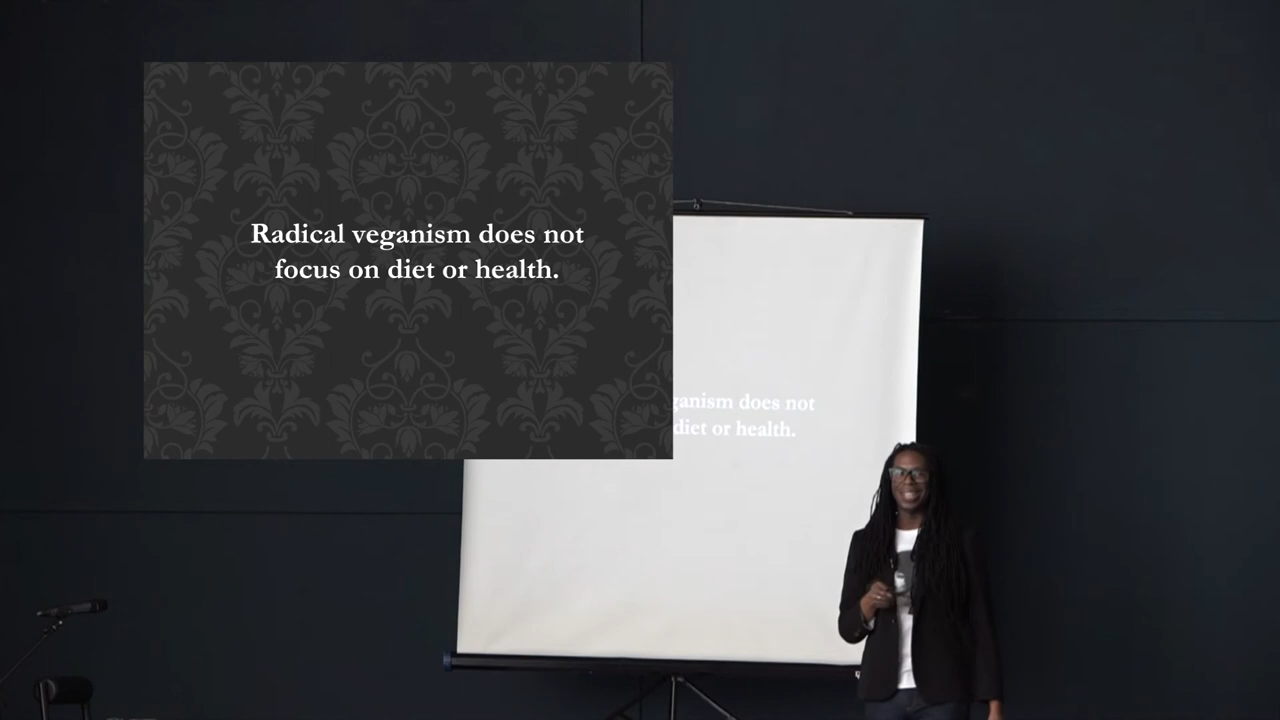 Radical veganism does not
focus on diet or health.
ganism does not
diet or health.